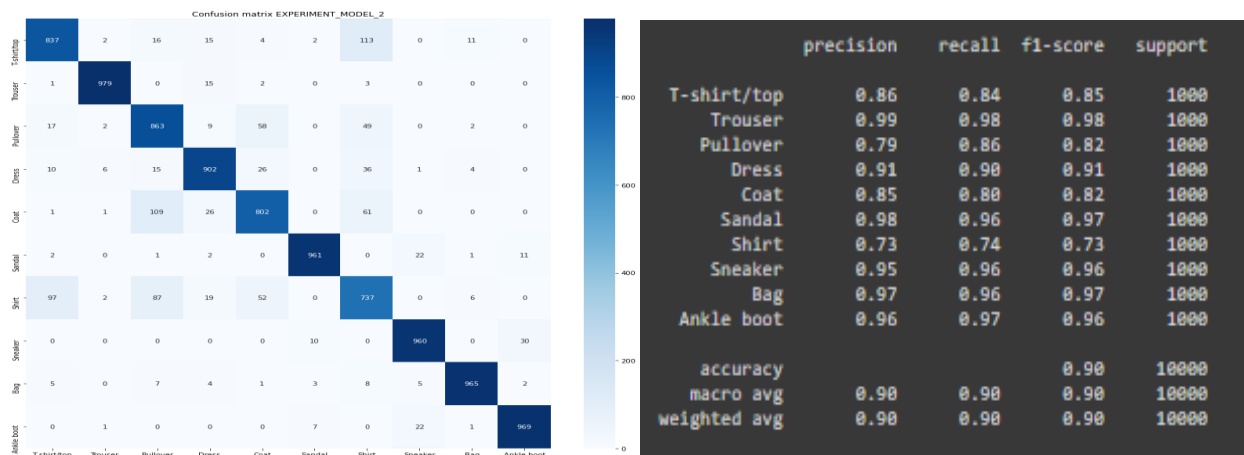 Confusion matrix EXPERIMENT_MODEL_2
T-shirt/top 837 2 16 15 4 2 113 0 11 0
Trouser 1 979 0 15 2 0 3 0 0 0
Pullover 17 2 863 9 58 0 49 0 2 0
Dress 10 6 15 902 26 0 36 1 4 0
Coat 1 1 109 26 802 0 61 0 0 0
Sandal 2 0 1 2 0 961 0 22 1 11
Shirt 97 2 87 19 52 0 737 0 6 0
Sneaker 0 0 0 0 0 10 0 960 0 30
Bag 5 0 7 4 1 3 8 5 965 2
Ankle boot 0 1 0 0 0 7 0 22 1 969
T-shirt/top Trouser Pullover Dress Coat Sandal Shirt Sneaker Bag Ankle boot
800
600
400
200
0
precision recall f1-score support
T-shirt/top 0.86 0.84 0.85 1000
Trouser 0.99 0.98 0.98 1000
Pullover 0.79 0.86 0.82 1000
Dress 0.91 0.90 0.91 1000
Coat 0.85 0.80 0.82 1000
Sandal 0.98 0.96 0.97 1000
Shirt 0.73 0.74 0.73 1000
Sneaker 0.95 0.96 0.96 1000
Bag 0.97 0.96 0.97 1000
Ankle boot 0.96 0.97 0.96 1000
accuracy 0.90 10000
macro avg 0.90 0.90 0.90 10000
weighted avg 0.90 0.90 0.90 10000